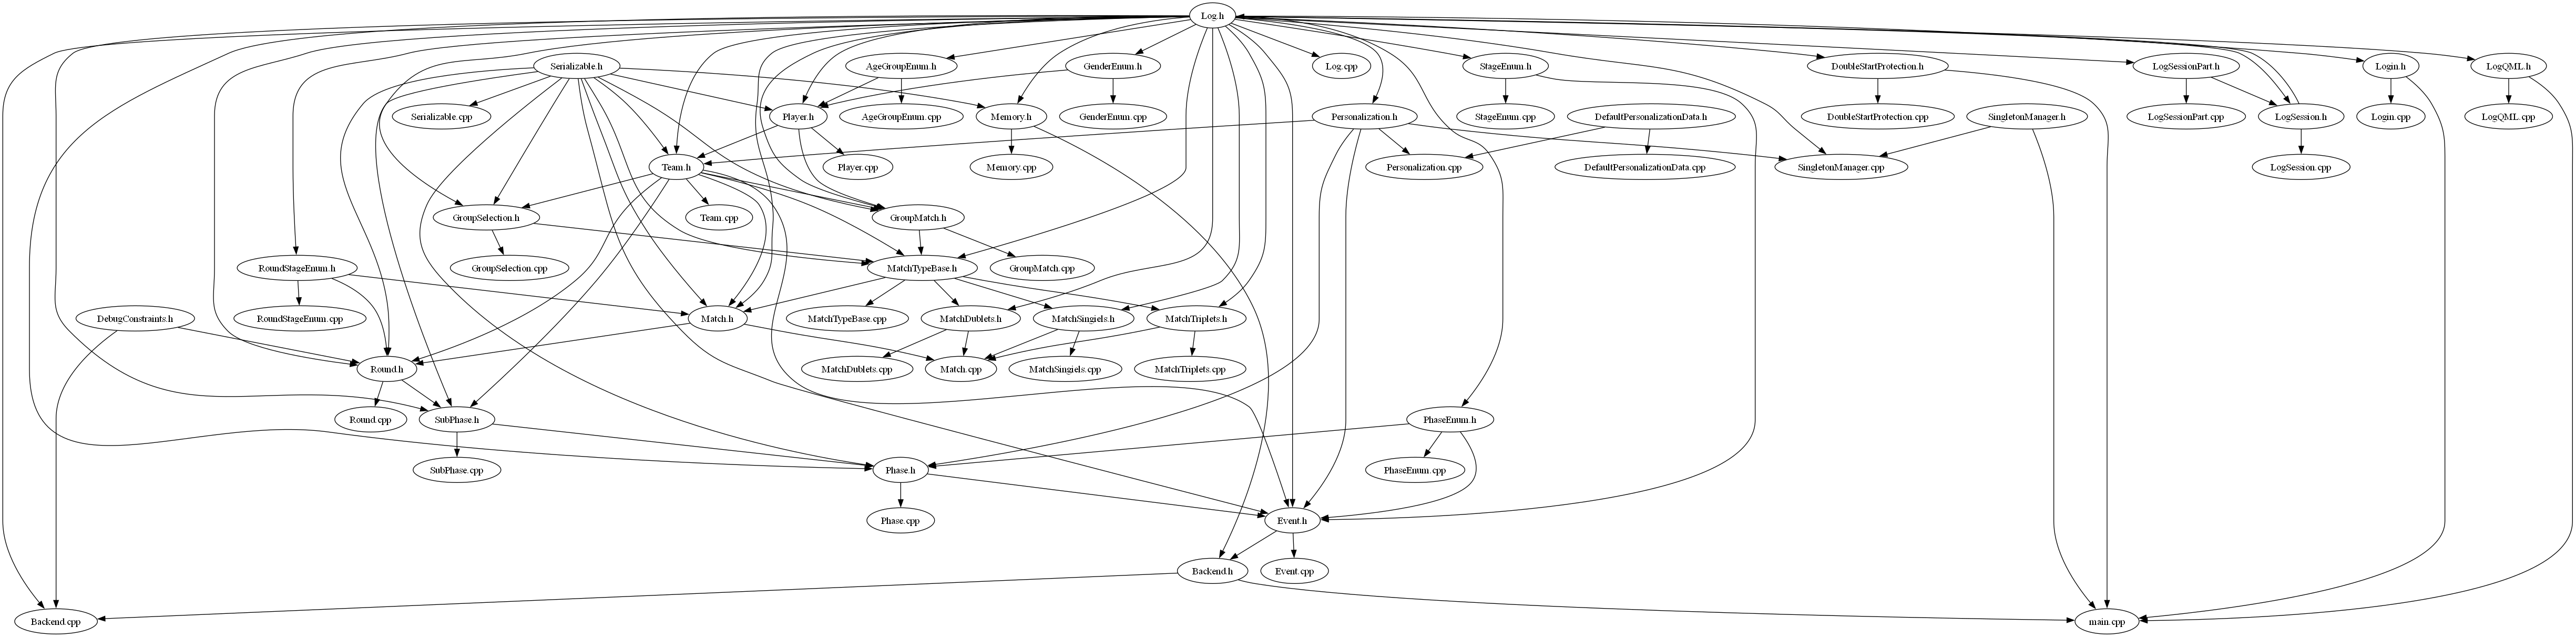 Log.h
Serializable.h
AgeGroupEnum.h
GenderEnum.h
Log.cpp
StageEnum.h
DoubleStartProtection.h
LogSessionPart.h
Login.h
LogQML.h
Serializable.cpp
Player.h
AgeGroupEnum.cpp
Memory.h
GenderEnum.cpp
Personalization.h
StageEnum.cpp
DefaultPersonalizationData.h
DoubleStartProtection.cpp
SingletonManager.h
LogSessionPart.cpp
LogSession.h
Login.cpp
LogQML.cpp
Team.h
Player.cpp
Memory.cpp
Personalization.cpp
DefaultPersonalizationData.cpp
SingletonManager.cpp
LogSession.cpp
GroupSelection.h
Team.cpp
GroupMatch.h
RoundStageEnum.h
GroupSelection.cpp
MatchTypeBase.h
GroupMatch.cpp
DebugConstraints.h
RoundStageEnum.cpp
Match.h
MatchTypeBase.cpp
MatchDublets.h
MatchSingiels.h
MatchTriplets.h
Round.h
MatchDublets.cpp
Match.cpp
MatchSingiels.cpp
MatchTriplets.cpp
Round.cpp
SubPhase.h
PhaseEnum.h
SubPhase.cpp
Phase.h
PhaseEnum.cpp
Phase.cpp
Event.h
Backend.h
Event.cpp
Backend.cpp
main.cpp